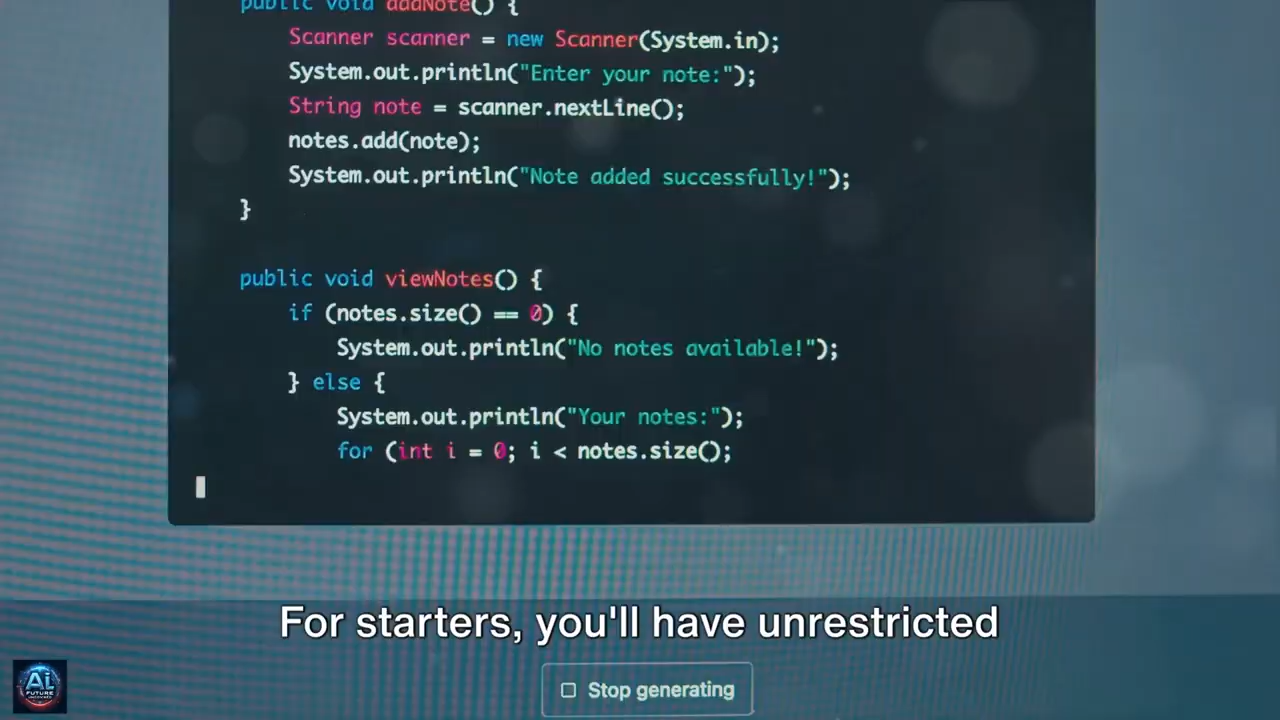 public void addNote() {
Scanner scanner = new Scanner(System.in);
System.out.println("Enter your note:");
String note = scanner.nextLine();
notes.add(note);
System.out.println("Note added successfully!");
}
public void viewNotes() {
if (notes.size() == 0) {
System.out.println("No notes available!");
} else {
System.out.println("Your notes:");
for (int i = 0; i < notes.size();
For starters, you'll have unrestricted
Stop generating
AI
FUTURE